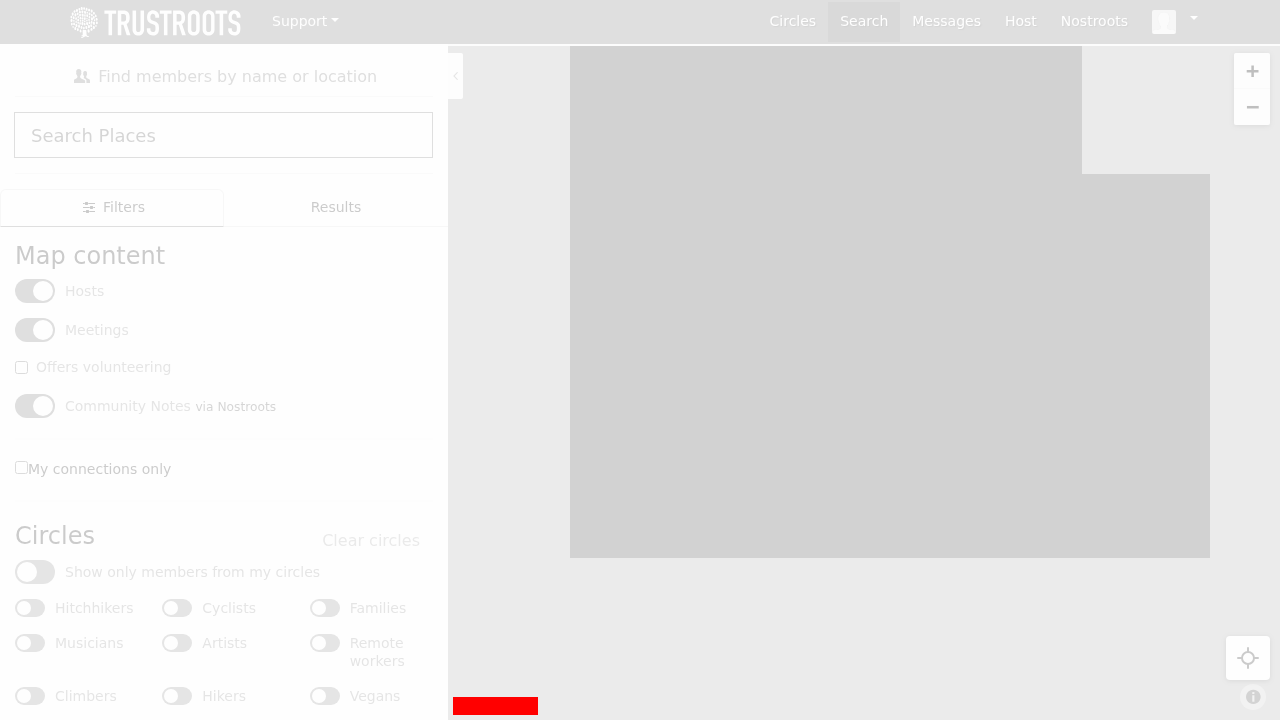 TRUSTROOTS
Support
Circles
Search
Messages
Host
Nostroots
Find members by name or location
Search Places
Filters
Results
Map content
Hosts
Meetings
Offers volunteering
Community Notes via Nostroots
My connections only
Circles
Clear circles
Show only members from my circles
Hitchhikers
Cyclists
Families
Musicians
Artists
Remote
workers
Climbers
Hikers
Vegans